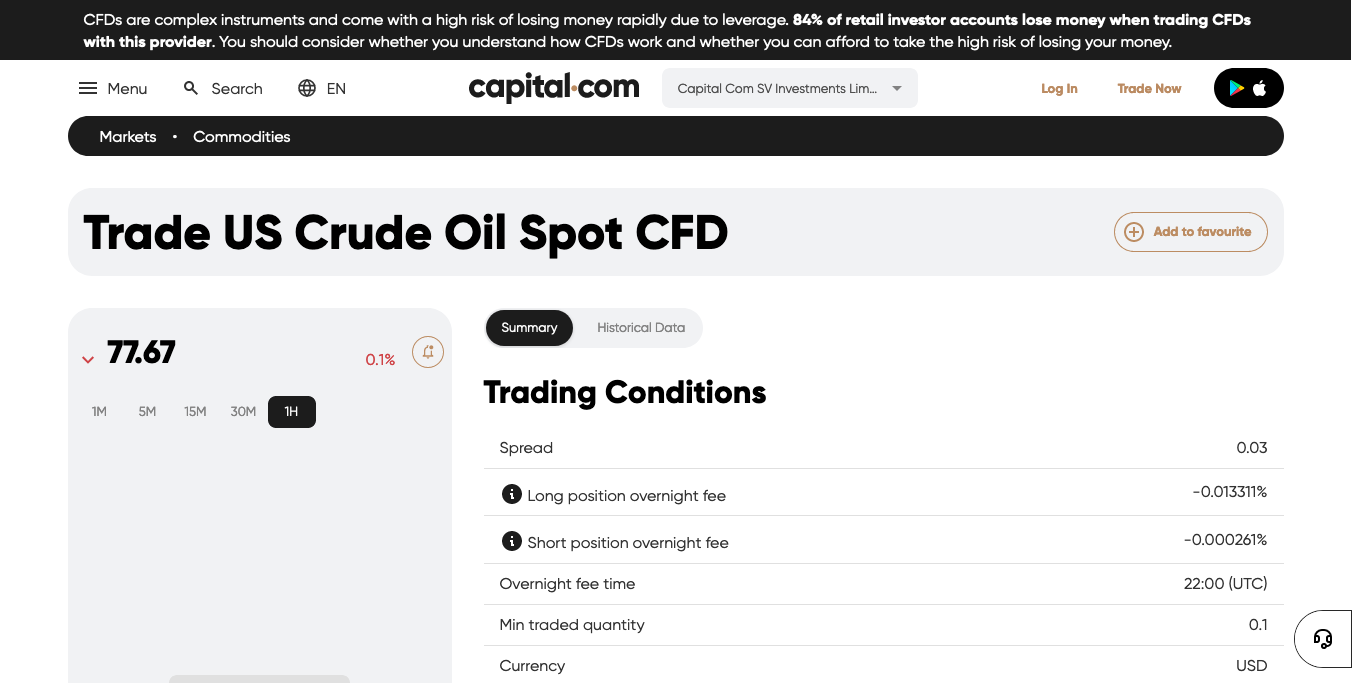 CFDs are complex instruments and come with a high risk of losing money rapidly due to leverage. 84% of retail investor accounts lose money when trading CFDs
with this provider. You should consider whether you understand how CFDs work and whether you can afford to take the high risk of losing your money.
Menu
Search
EN
capital.com
Capital Com SV Investments Lim...
Log In
Trade Now
Markets • Commodities
Trade US Crude Oil Spot CFD
Add to favourite
77.67
0.1%
1M 5M 15M 30M 1H
Summary
Historical Data
Trading Conditions
Spread 0.03
Long position overnight fee -0.013311%
Short position overnight fee -0.000261%
Overnight fee time 22:00 (UTC)
Min traded quantity 0.1
Currency USD